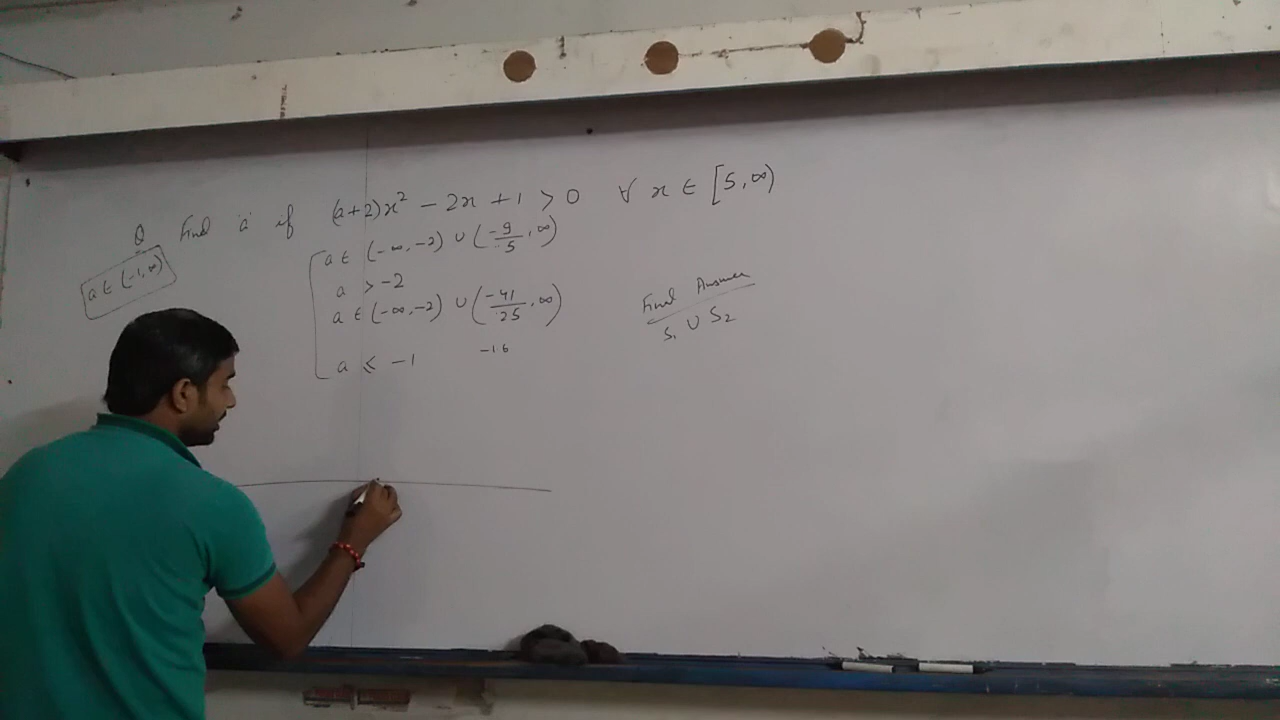 Q Find 'a' if (a+2)x² - 2x + 1 > 0 ∀ x ∈ [5, ∞)
a ∈ (-1, ∞)
a ∈ (-∞, -2) ∪ (-9/5, ∞)
a > -2
a ∈ (-∞, -2) ∪ (-41/25, ∞)
a ⩽ -1
-1.6
Final Answer
S₁ ∪ S₂